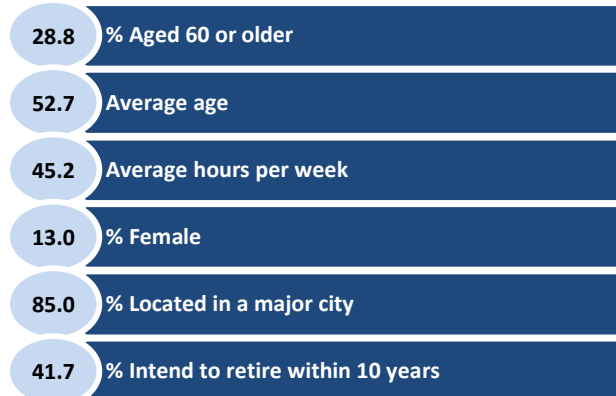 28.8 % Aged 60 or older
52.7 Average age
45.2 Average hours per week
13.0 % Female
85.0 % Located in a major city
41.7 % Intend to retire within 10 years